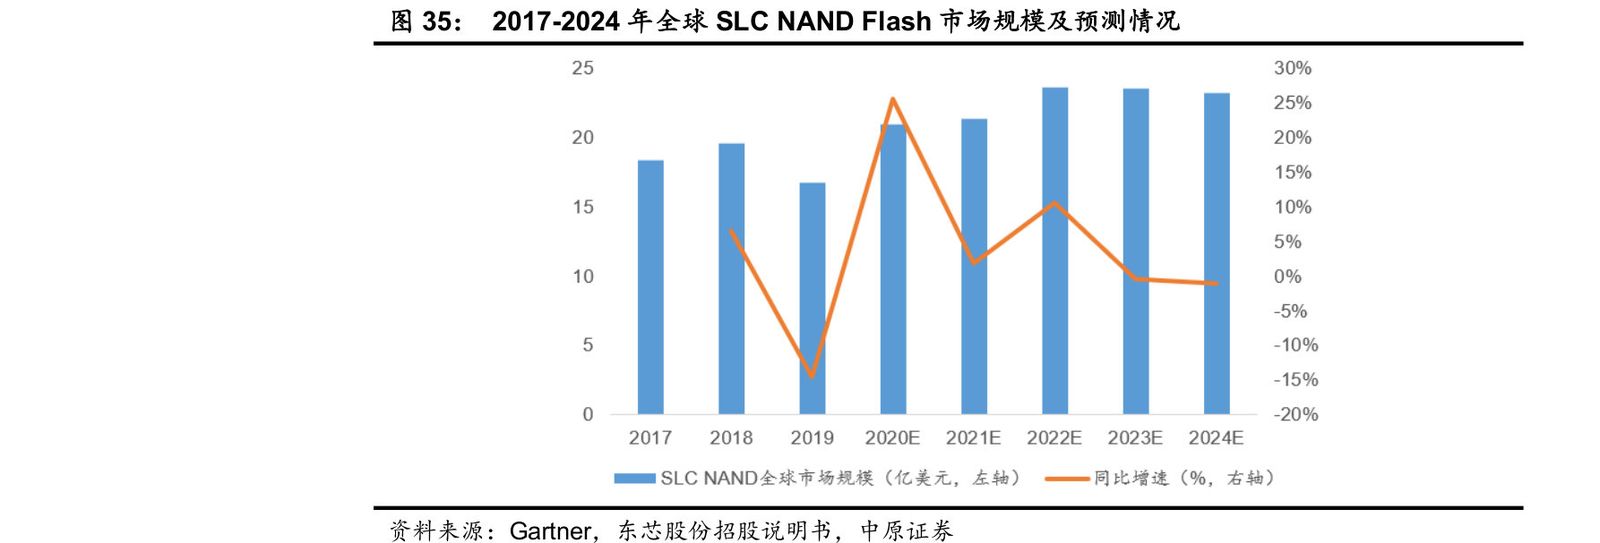 图 35： 2017-2024 年全球 SLC NAND Flash 市场规模及预测情况
25 30%
25%
20 20%
15%
15 10%
5%
10 0%
-5%
5 -10%
-15%
0 -20%
2017 2018 2019 2020E 2021E 2022E 2023E 2024E
SLC NAND全球市场规模（亿美元，左轴） 同比增速（%，右轴）
资料来源：Gartner，东芯股份招股说明书，中原证券